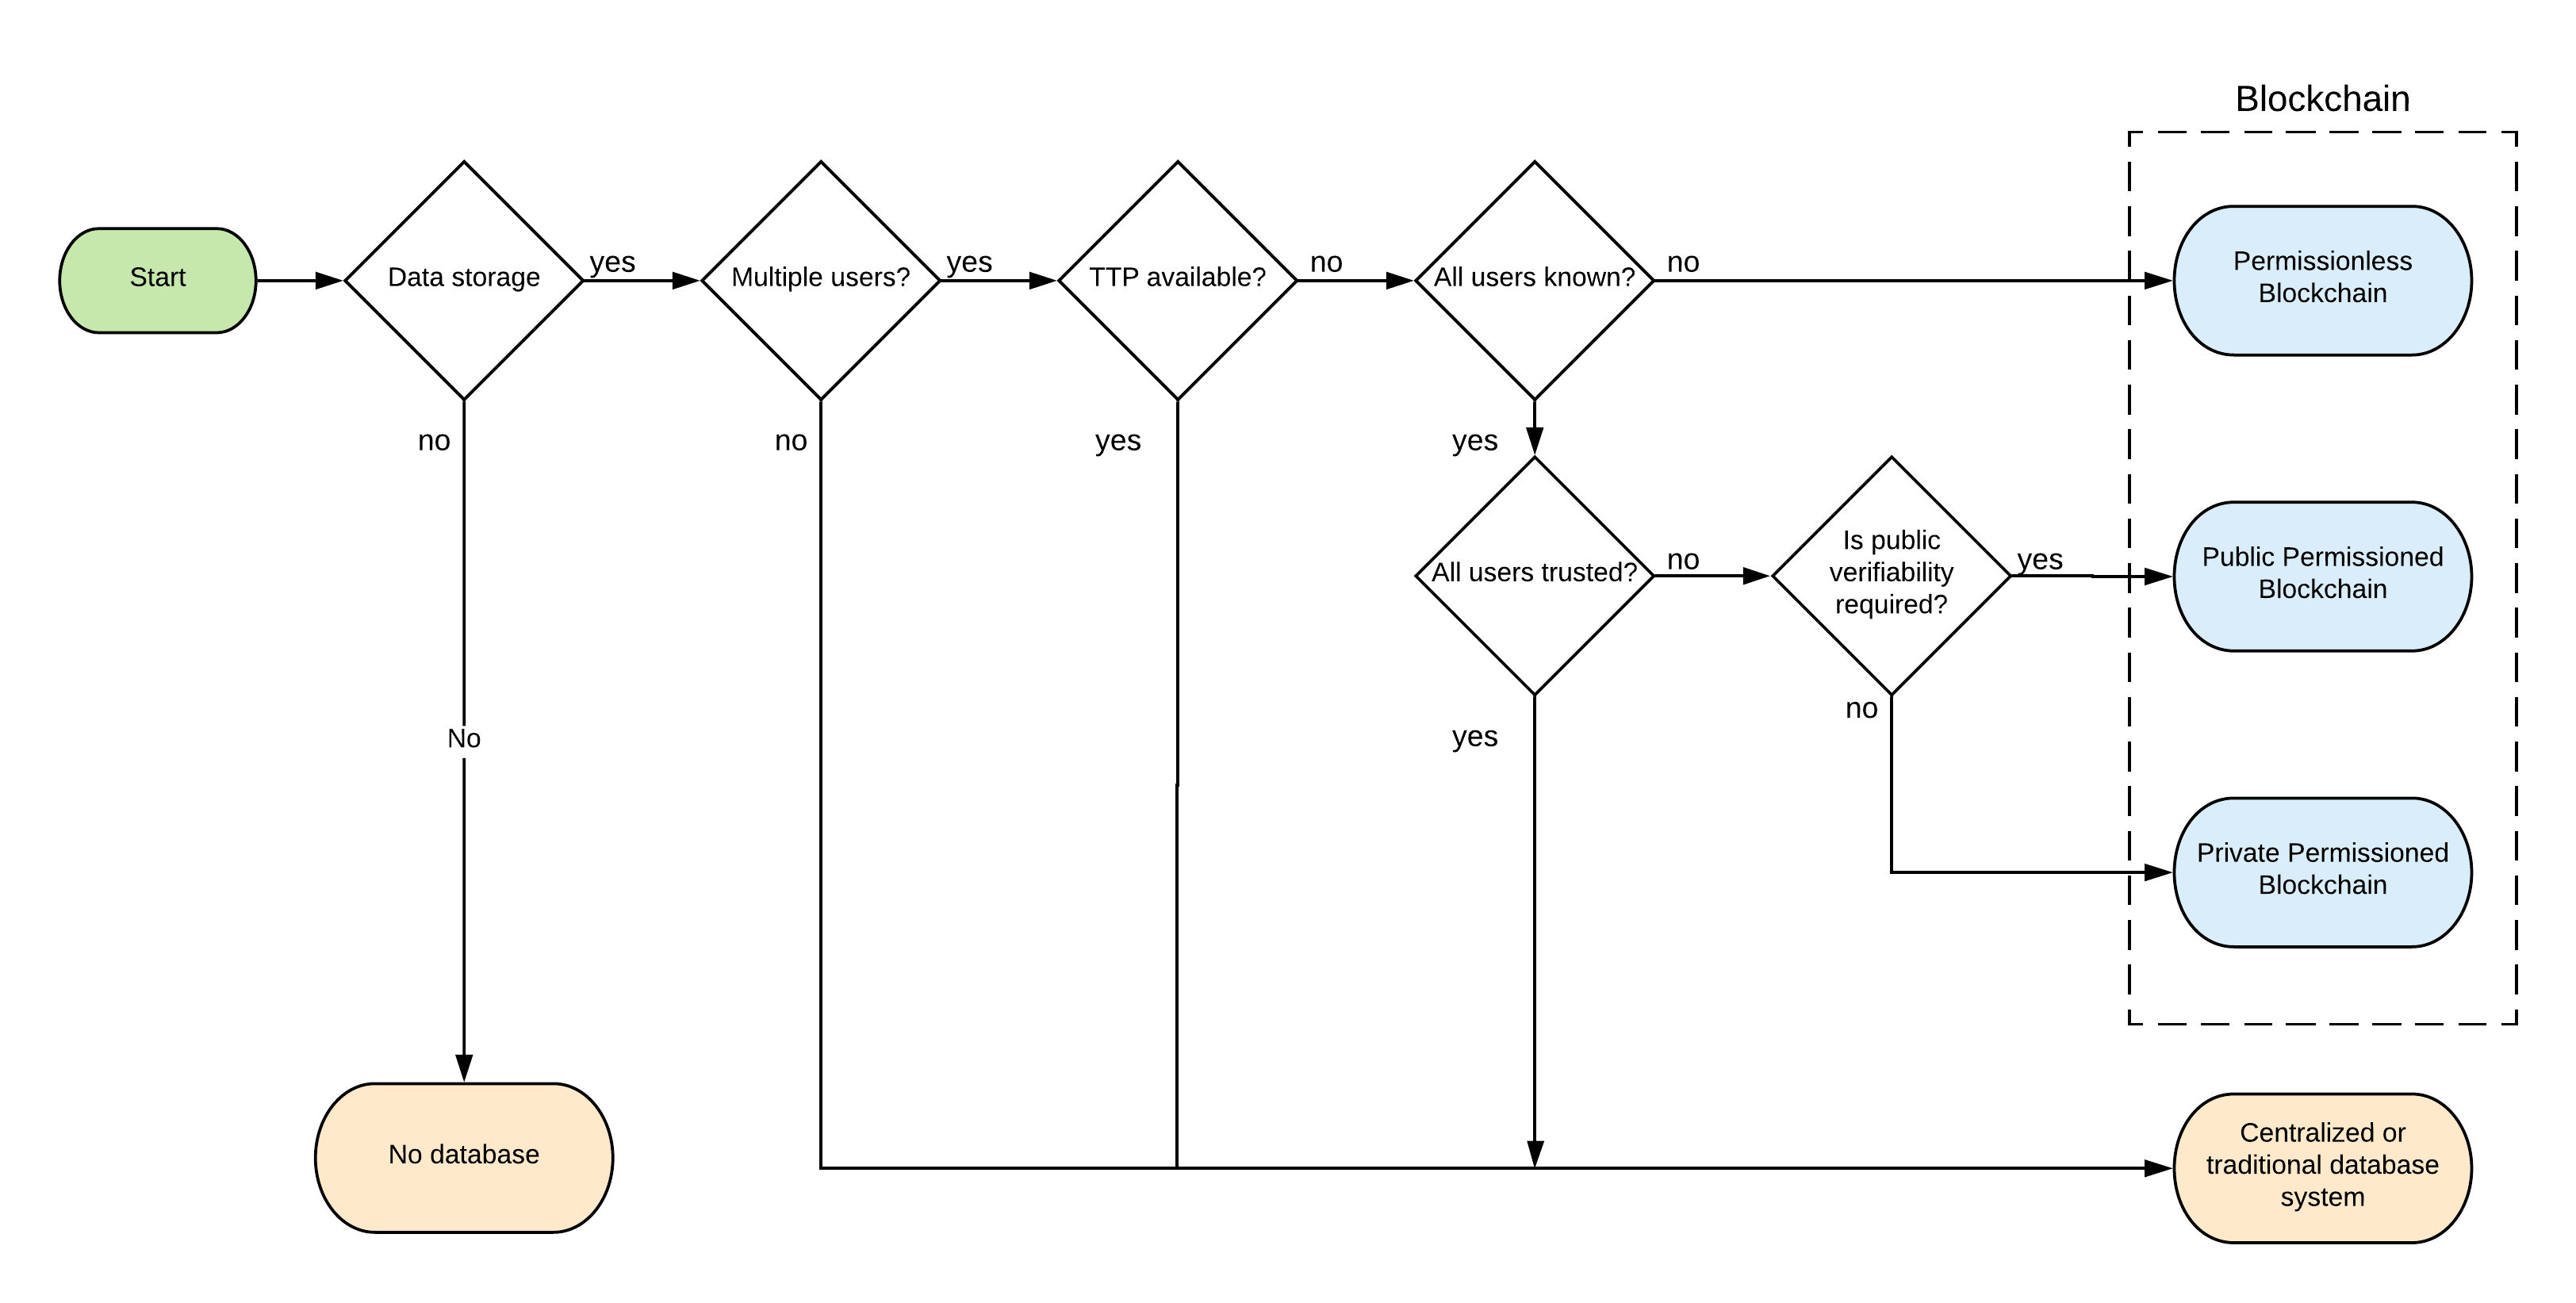 Blockchain
Start
Data storage
yes
Multiple users?
yes
TTP available?
no
All users known?
no
Permissionless
Blockchain
no
no
yes
yes
All users trusted?
no
Is public
verifiability
required?
yes
Public Permissioned
Blockchain
No
yes
no
Private Permissioned
Blockchain
No database
Centralized or
traditional database
system